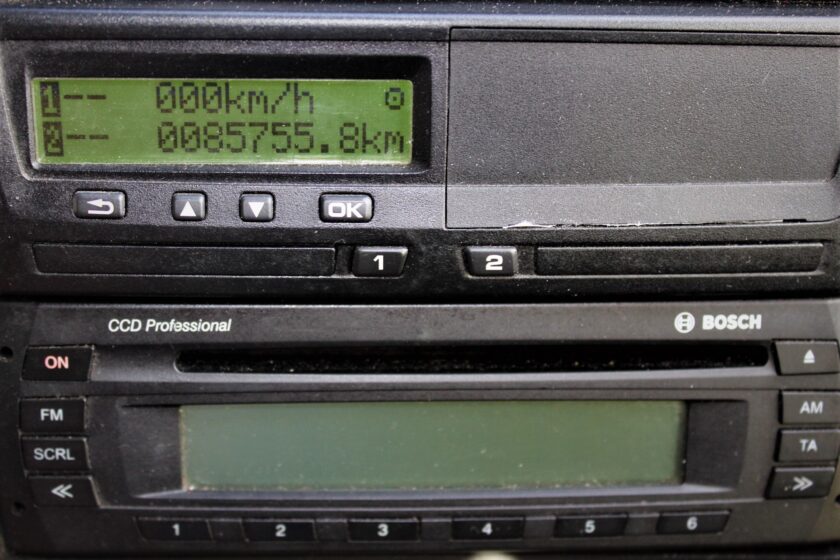 1-- 000km/h
2-- 0085755.8km
OK
1 2
CCD Professional BOSCH
ON
FM AM
SCRL TA
1 2 3 4 5 6